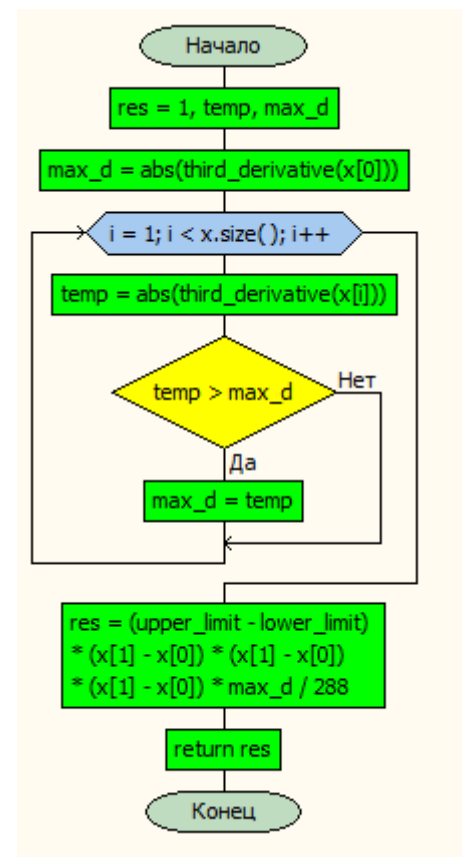 Начало
res = 1, temp, max_d
max_d = abs(third_derivative(x[0]))
i = 1; i < x.size(); i++
temp = abs(third_derivative(x[i]))
temp > max_d
Нет
Да
max_d = temp
res = (upper_limit - lower_limit)
* (x[1] - x[0]) * (x[1] - x[0])
* (x[1] - x[0]) * max_d / 288
return res
Конец